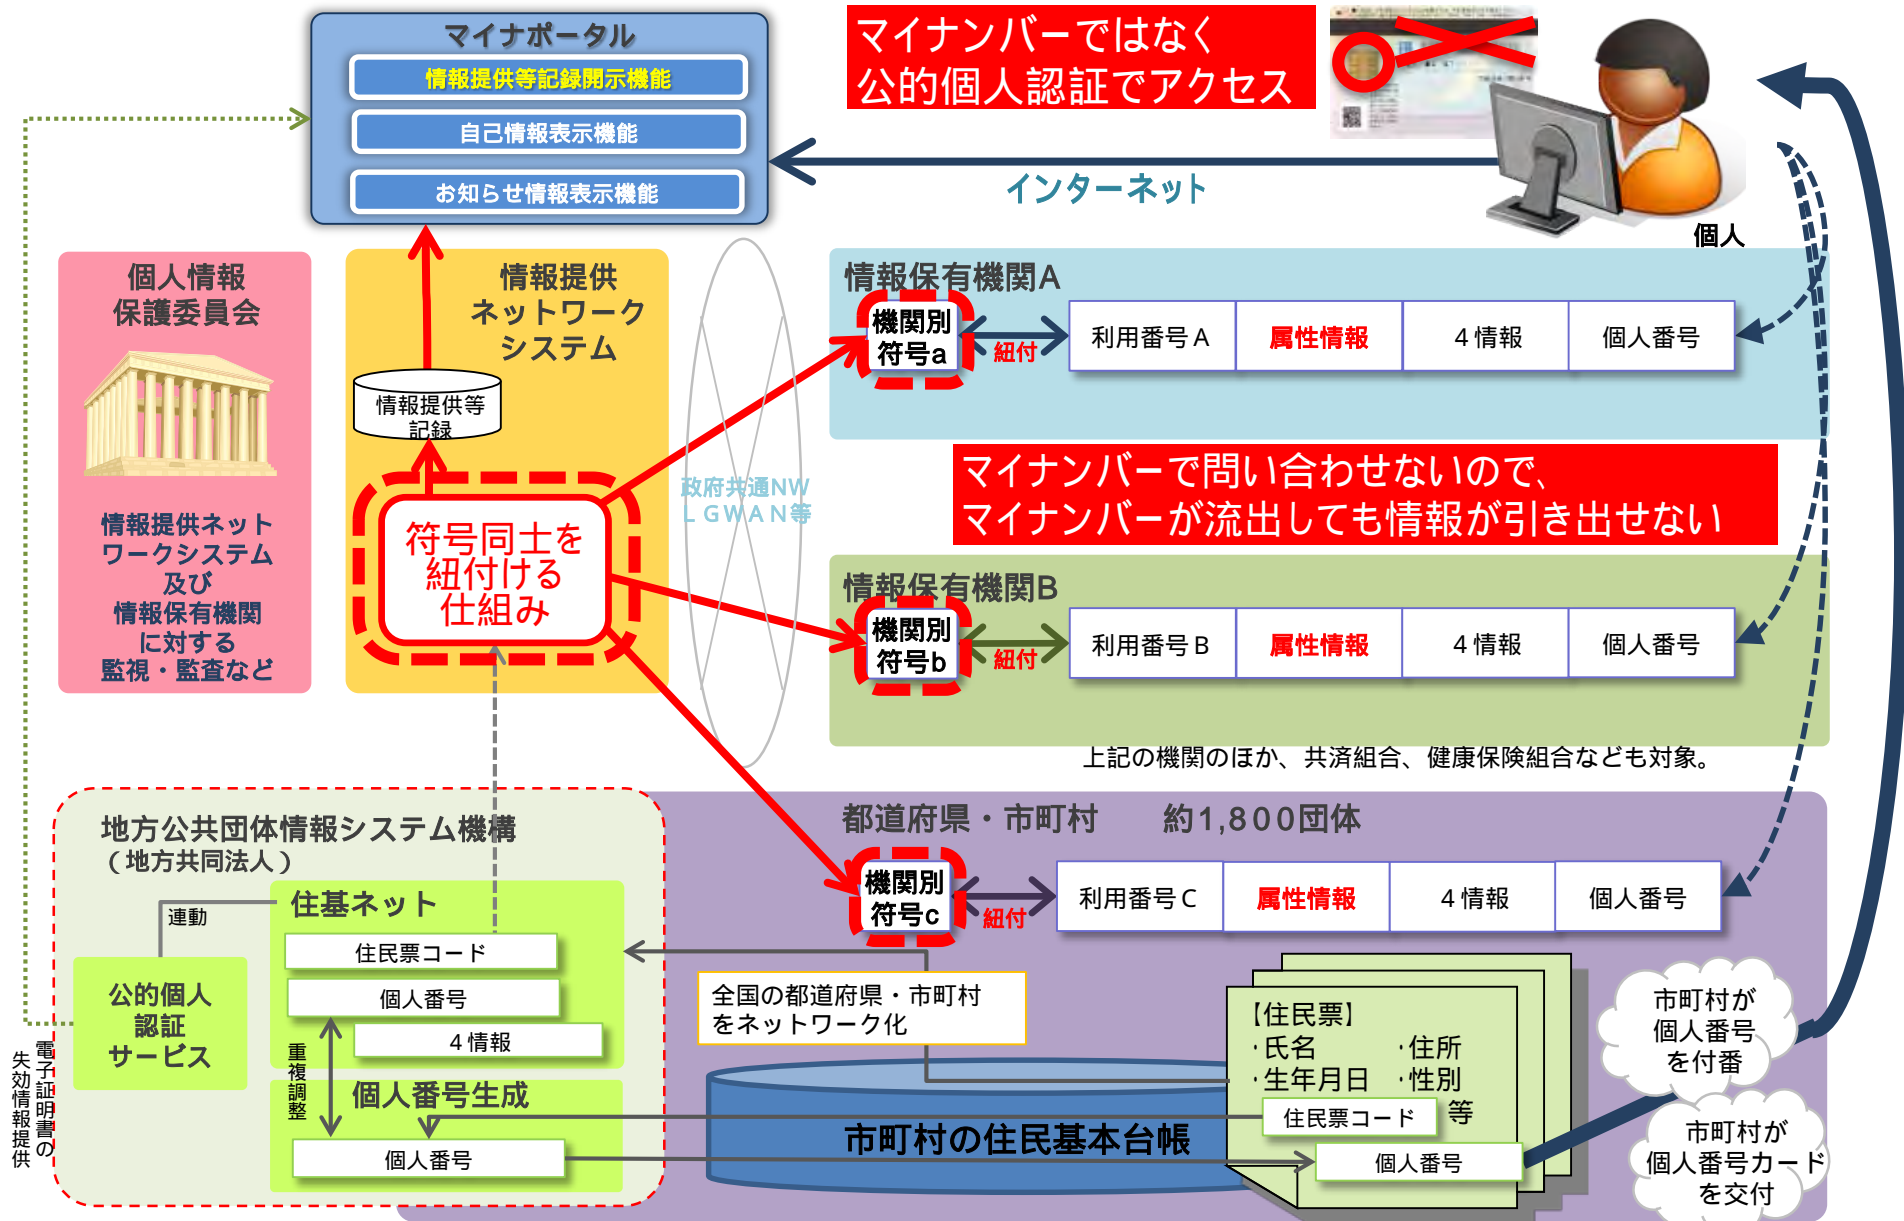 マイナポータル
情報提供等記録開示機能
自己情報表示機能
お知らせ情報表示機能
マイナンバーではなく
公的個人認証でアクセス
インターネット
個人
個人情報
保護委員会
情報提供ネット
ワークシステム
及び
情報保有機関
に対する
監視・監査など
情報提供
ネットワーク
システム
情報提供等
記録
符号同士を
紐付ける
仕組み
政府共通NW
ＬＧＷＡＮ等
情報保有機関A
機関別
符号a
紐付
利用番号Ａ
属性情報
４情報
個人番号
マイナンバーで問い合わせないので、
マイナンバーが流出しても情報が引き出せない
情報保有機関B
機関別
符号b
紐付
利用番号Ｂ
属性情報
４情報
個人番号
上記の機関のほか、共済組合、健康保険組合なども対象。
都道府県・市町村　約1,800団体
機関別
符号c
紐付
利用番号Ｃ
属性情報
４情報
個人番号
地方公共団体情報システム機構
（地方共同法人）
連動
住基ネット
住民票コード
個人番号
４情報
公的個人
認証
サービス
重複調整
個人番号生成
個人番号
電子証明書の
失効情報提供
全国の都道府県・市町村
をネットワーク化
市町村の住民基本台帳
【住民票】
・氏名　・住所
・生年月日　・性別
等
住民票コード
個人番号
市町村が
個人番号
を付番
市町村が
個人番号カード
を交付